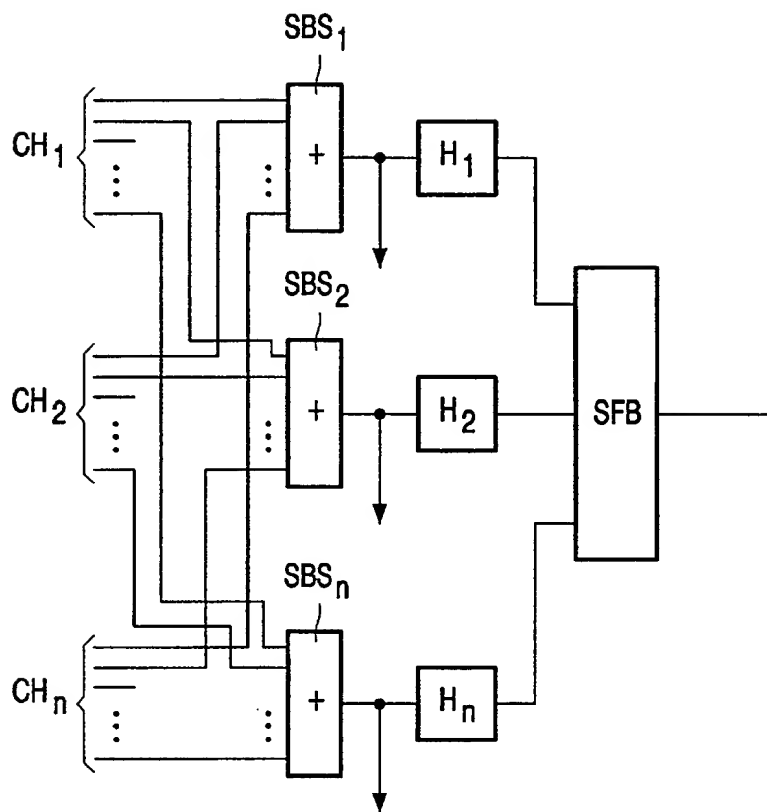 SBS1
CH1
+
H1
SBS2
CH2
+
H2
SFB
SBSn
CHn
+
Hn